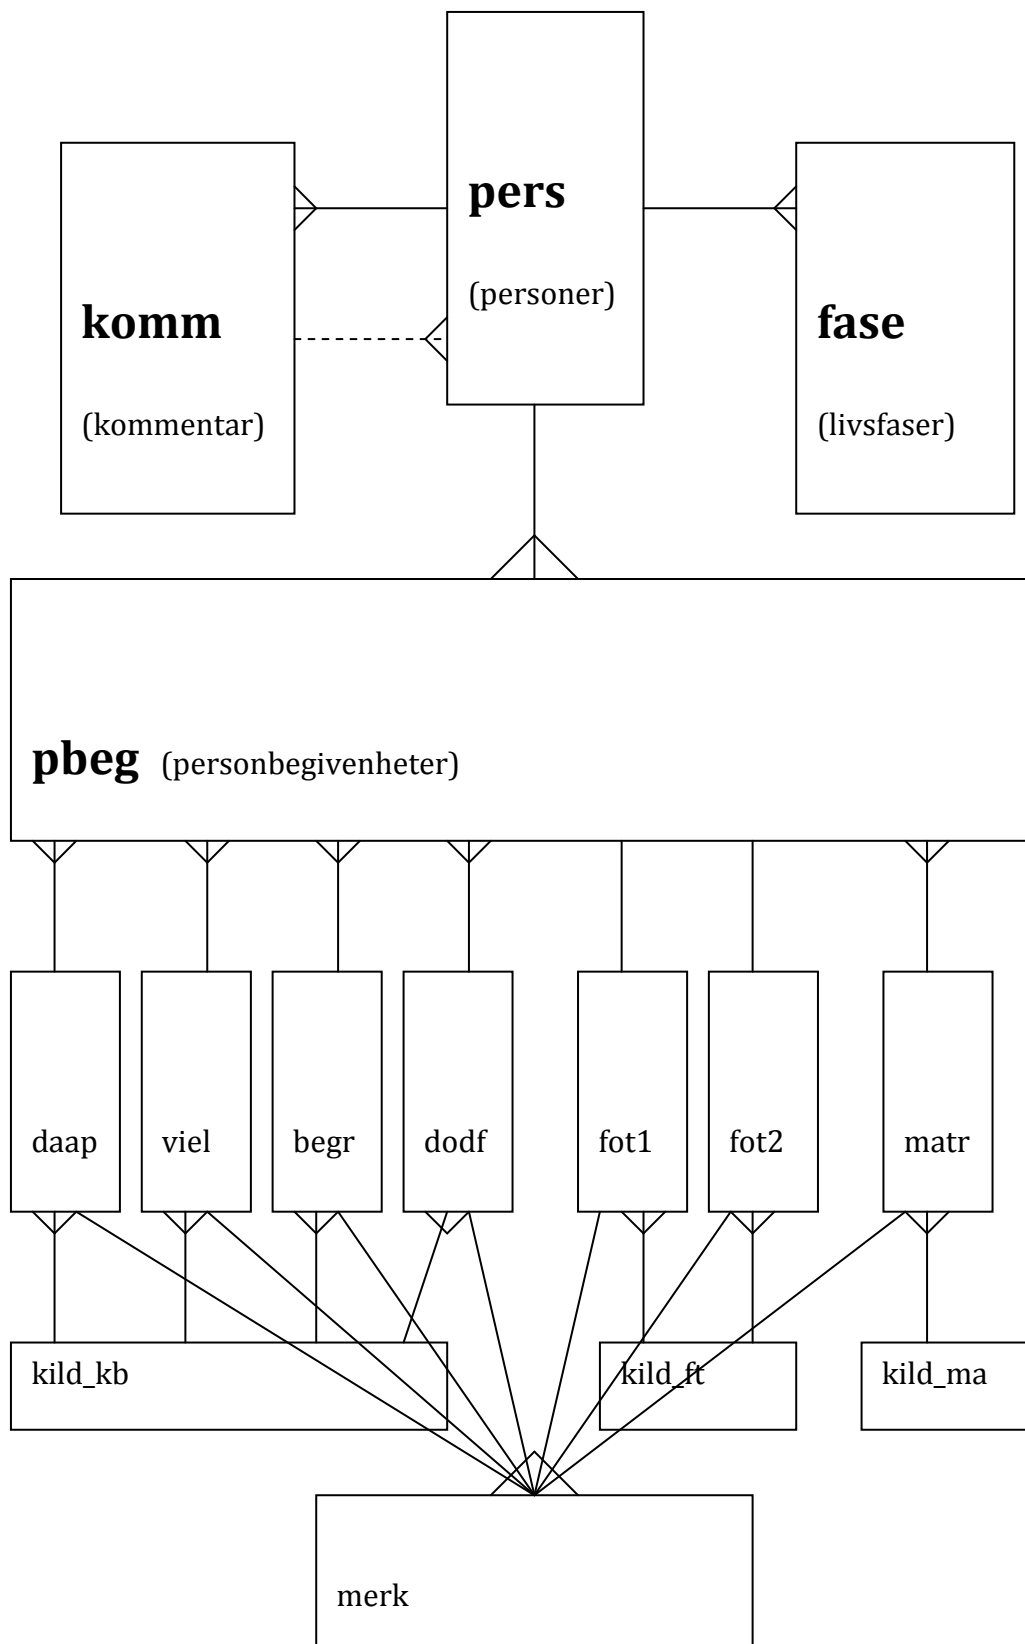 pers
(personer)
komm
(kommentar)
fase
(livsfaser)
pbeg (personbegivenheter)
daap
viel
begr
dodf
fot1
fot2
matr
kild_kb
kild_ft
kild_ma
merk